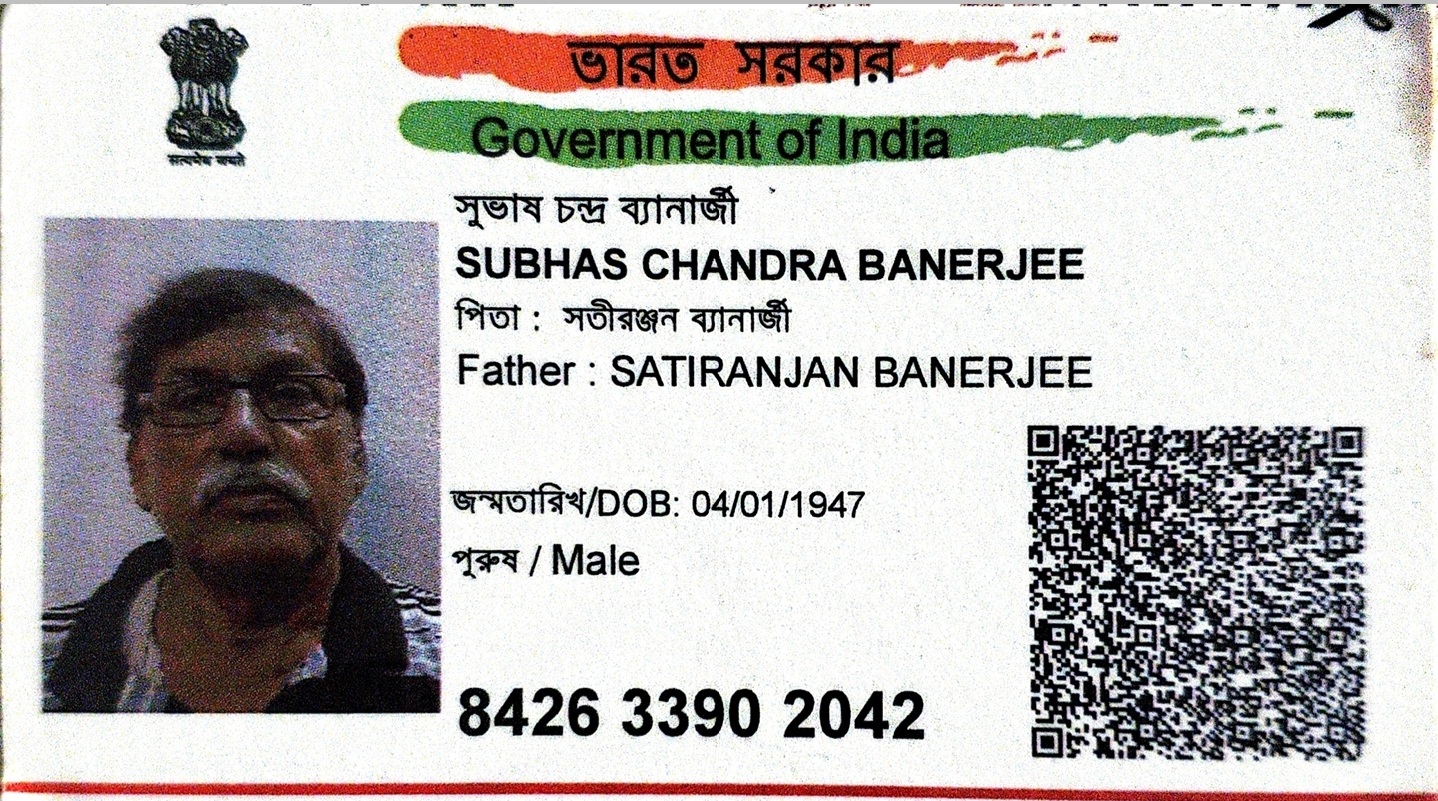 ভারত সরকার
Government of India
सत्यमेव जयते
সুভাষ চন্দ্র ব্যানার্জী
SUBHAS CHANDRA BANERJEE
পিতা : সতীরঞ্জন ব্যানার্জী
Father : SATIRANJAN BANERJEE
জন্মতারিখ/DOB: 04/01/1947
পুরুষ / Male
8426 3390 2042